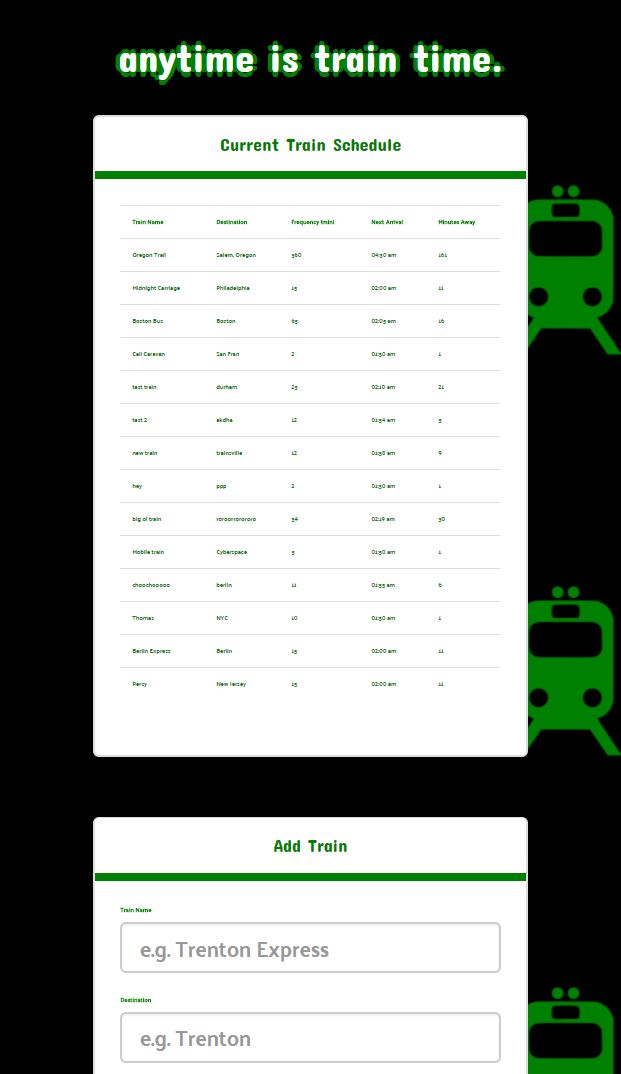 anytime is train time.
Current Train Schedule
Train Name Destination Frequency (min) Next Arrival Minutes Away
Oregon Trail Salem, Oregon 360 04:30 am 161
Midnight Carriage Philadelphia 15 02:00 am 11
Boston Bus Boston 65 02:05 am 16
Cali Caravan San Fran 2 01:50 am 1
test train durham 25 02:10 am 21
test 2 akdha 12 01:54 am 5
new train trainsville 12 01:58 am 9
hey ppp 2 01:50 am 1
big ol train 34 02:19 am 30
Mobile train Cyberspace 3 01:50 am 1
choochooooo berlin 11 01:55 am 6
Thomas NYC 10 01:50 am 1
Berlin Express Berlin 15 02:00 am 11
Percy New Jersey 15 02:00 am 11
Add Train
Train Name
e.g. Trenton Express
Destination
e.g. Trenton